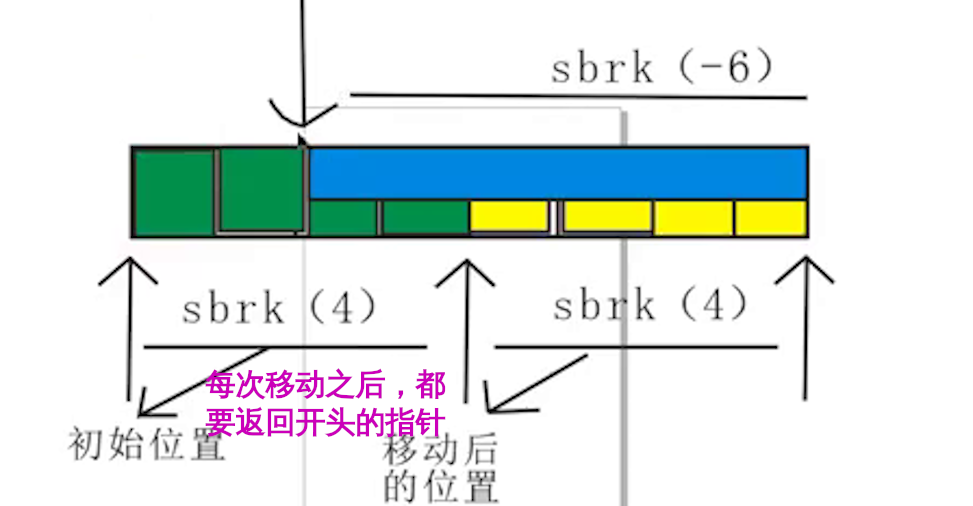 sbrk（-6）
sbrk（4）
sbrk（4）
每次移动之后，都
要返回开头的指针
初始位置
移动后
的位置